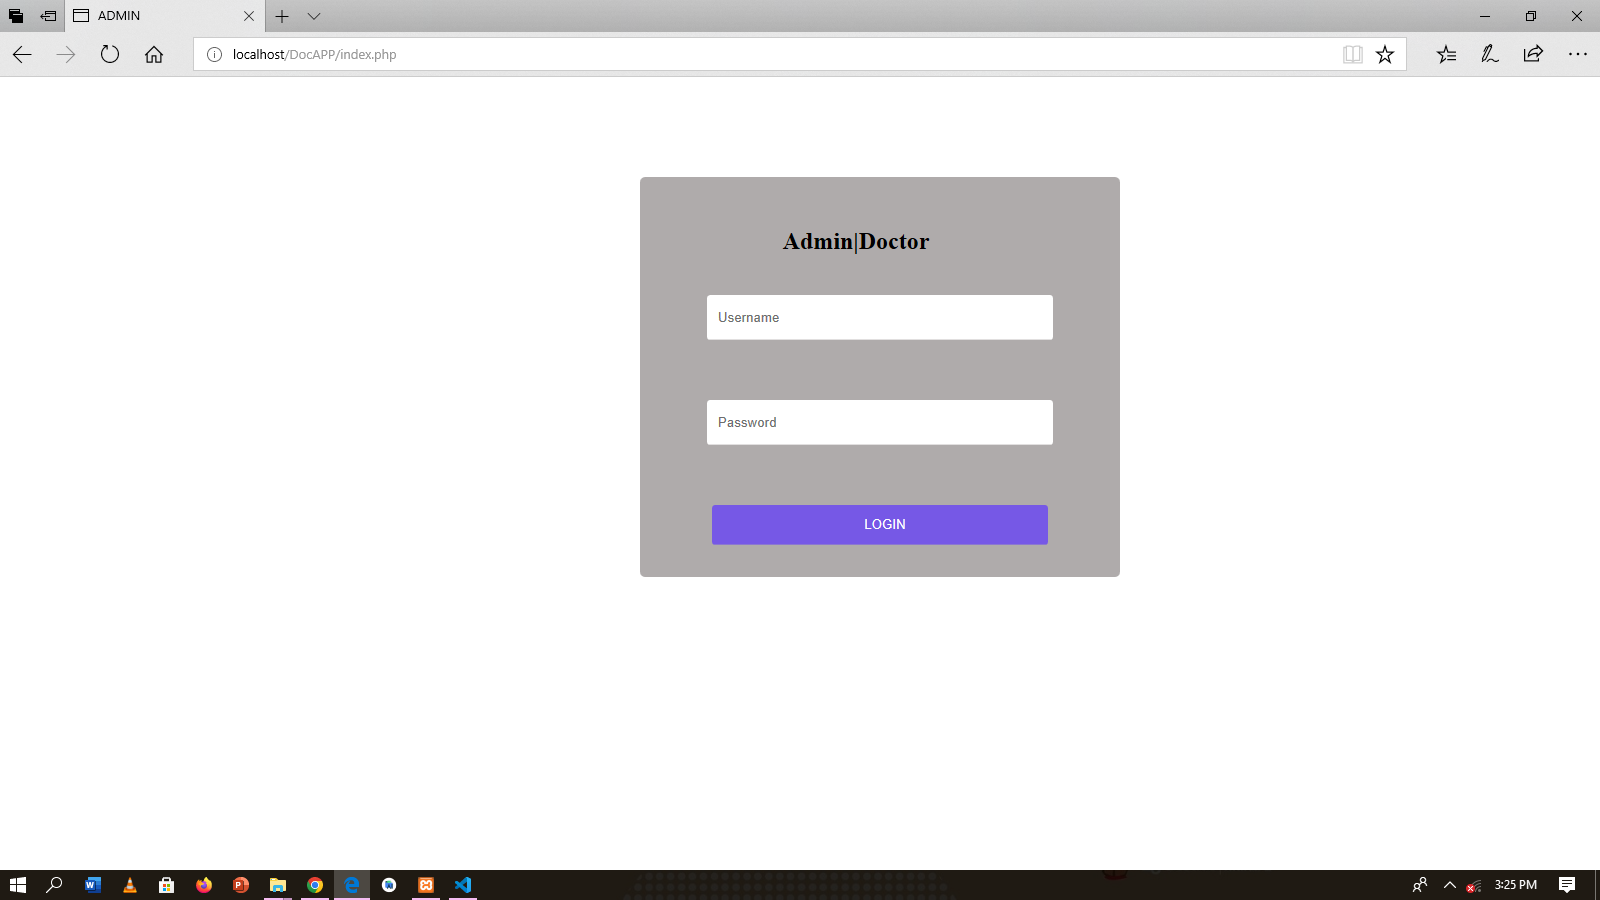 ADMIN
localhost/DocAPP/index.php
Admin|Doctor
Username
Password
LOGIN
3:25 PM